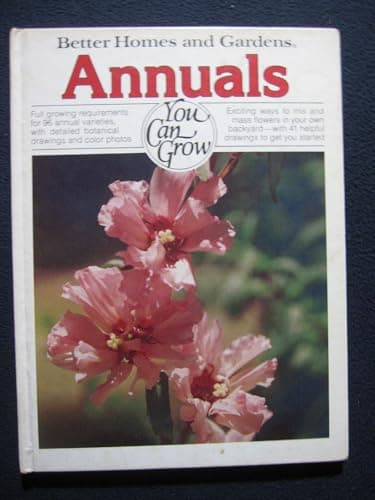 Better Homes and Gardens®
Annuals
Full growing requirements
for 96 annual varieties,
with detailed botanical
drawings and color photos
You
Can
Grow
Exciting ways to mix and
mass flowers in your own
backyard—with 41 helpful
drawings to get you started